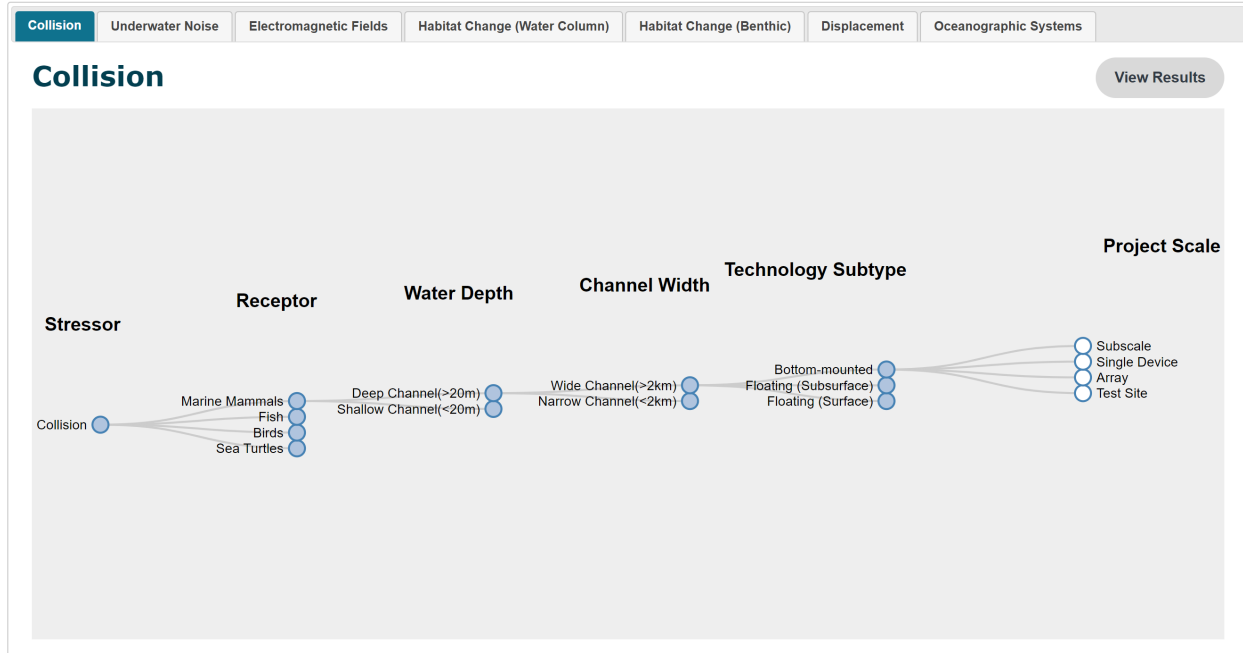 Collision
Underwater Noise
Electromagnetic Fields
Habitat Change (Water Column)
Habitat Change (Benthic)
Displacement
Oceanographic Systems
Collision
View Results
Stressor
Collision
Receptor
Marine Mammals
Fish
Birds
Sea Turtles
Water Depth
Deep Channel(>20m)
Shallow Channel(<20m)
Channel Width
Wide Channel(>2km)
Narrow Channel(<2km)
Technology Subtype
Bottom-mounted
Floating (Subsurface)
Floating (Surface)
Project Scale
Subscale
Single Device
Array
Test Site